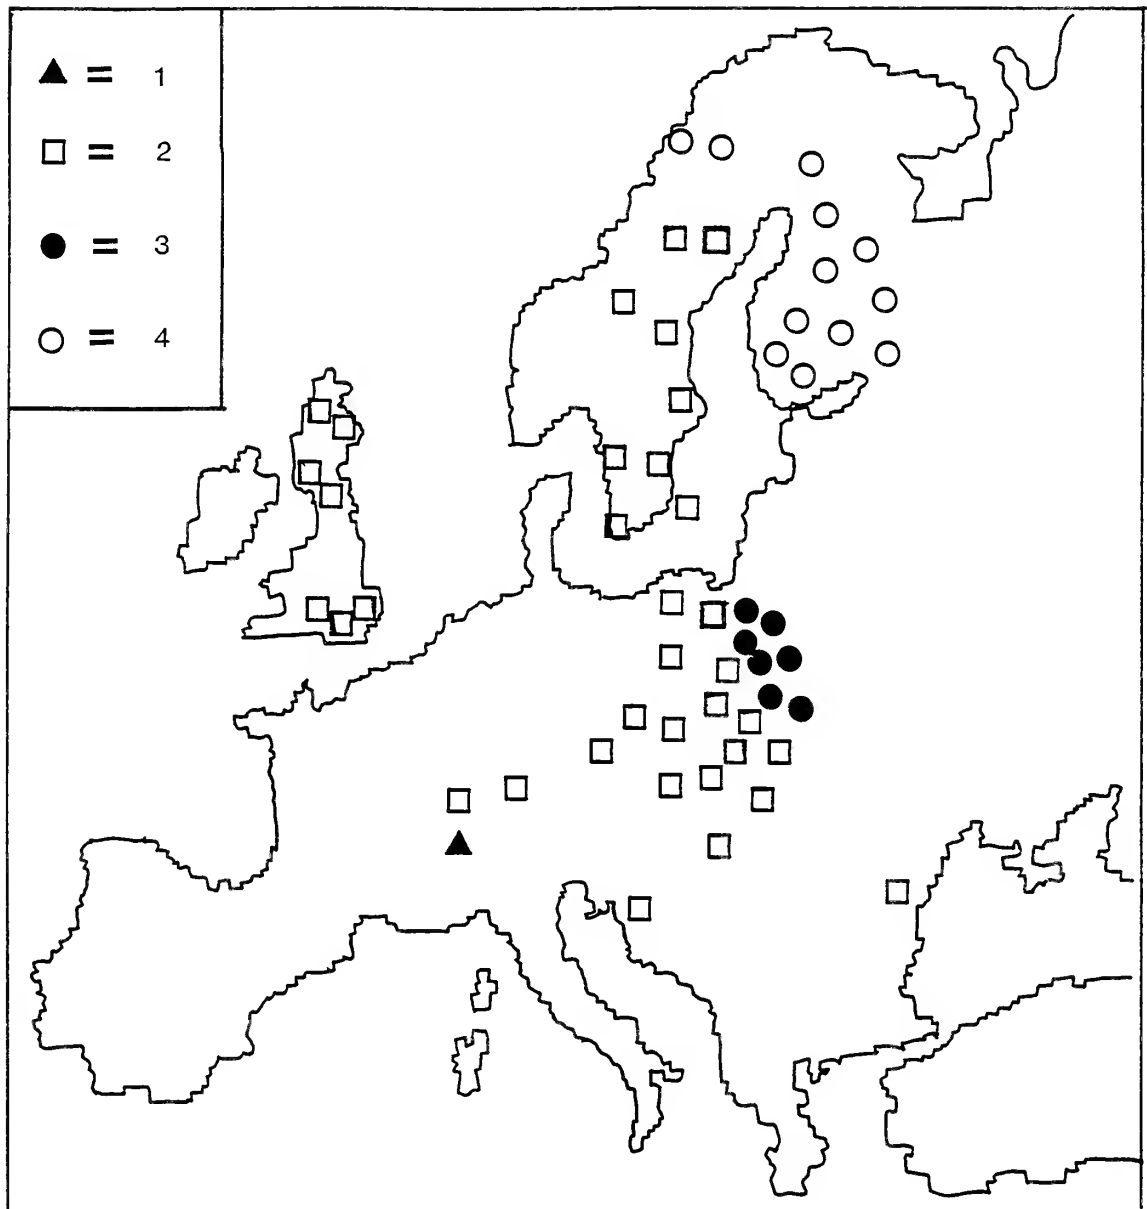 ▲ = 1
□ = 2
● = 3
○ = 4